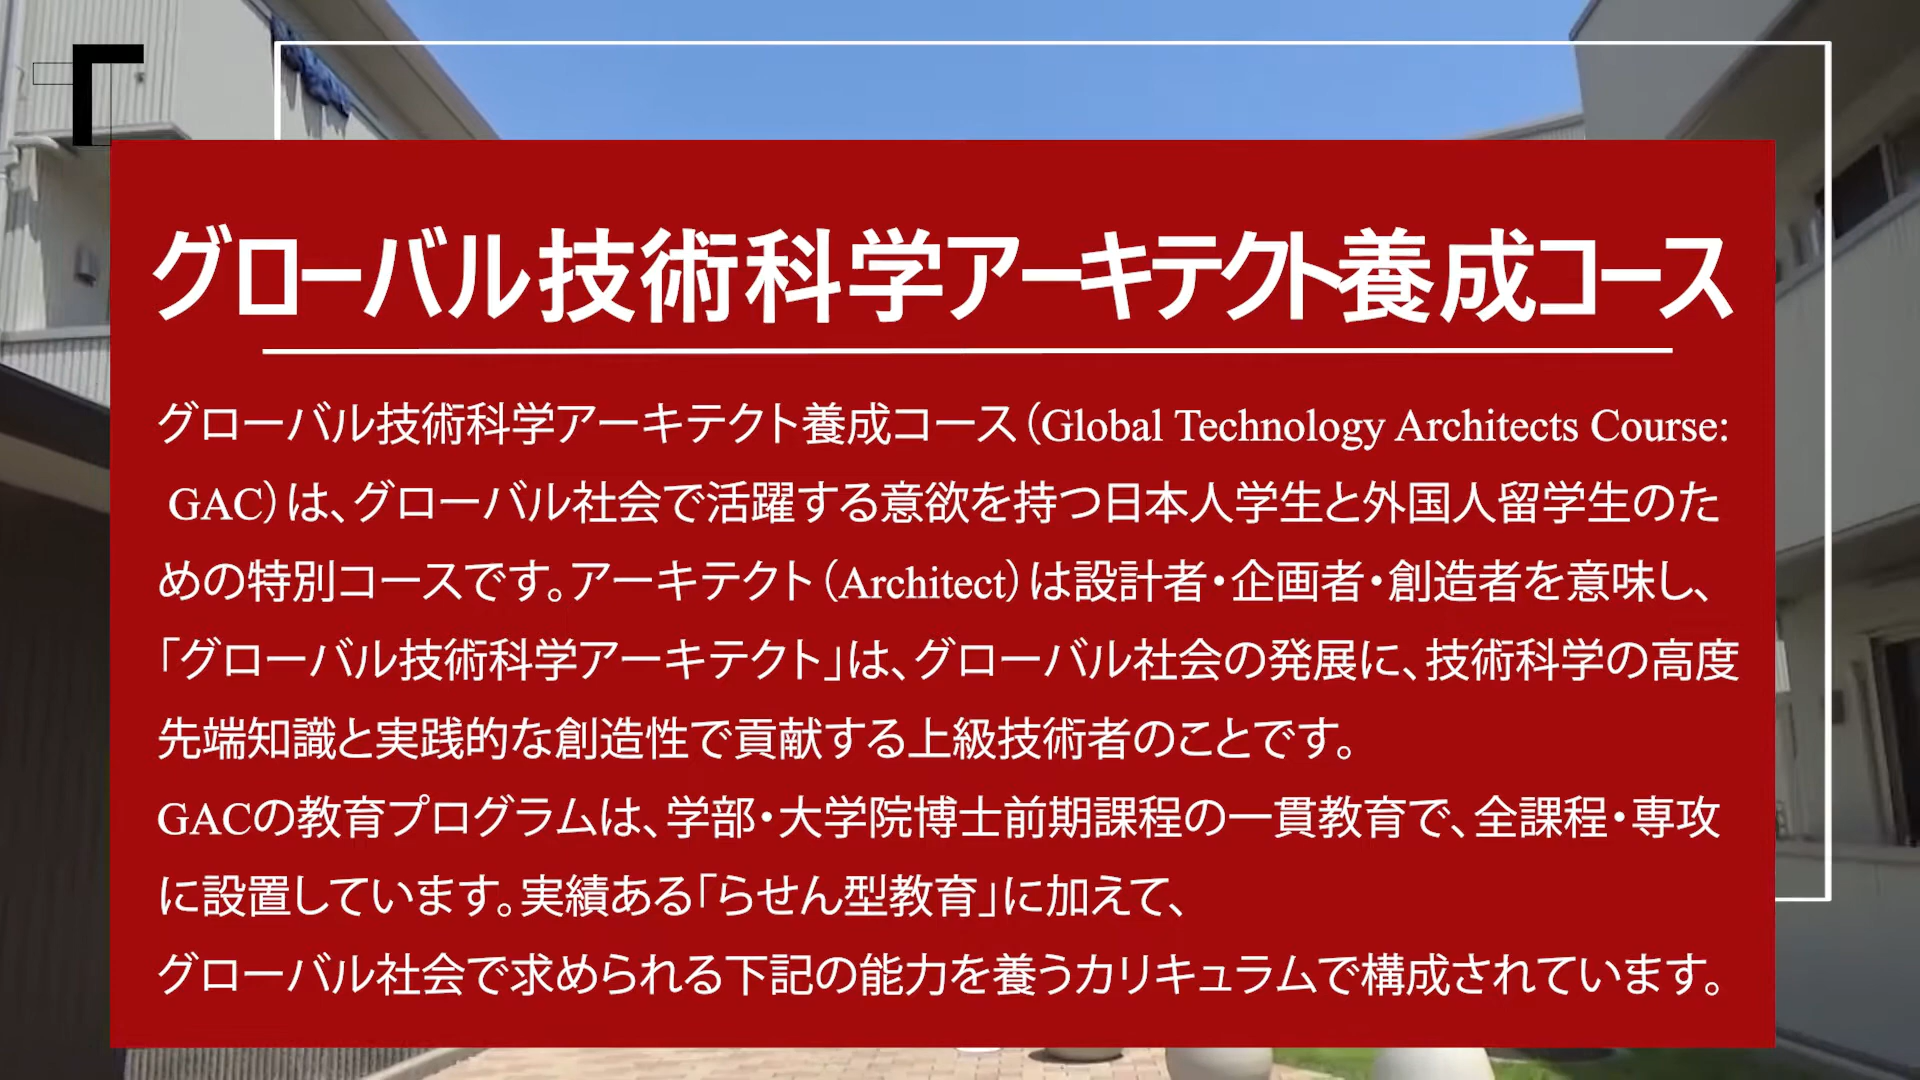 グローバル技術科学アーキテクト養成コース
グローバル技術科学アーキテクト養成コース（Global Technology Architects Course:
GAC）は、グローバル社会で活躍する意欲を持つ日本人学生と外国人留学生のた
めの特別コースです。アーキテクト（Architect）は設計者・企画者・創造者を意味し、
「グローバル技術科学アーキテクト」は、グローバル社会の発展に、技術科学の高度
先端知識と実践的な創造性で貢献する上級技術者のことです。
GACの教育プログラムは、学部・大学院博士前期課程の一貫教育で、全課程・専攻
に設置しています。実績ある「らせん型教育」に加えて、
グローバル社会で求められる下記の能力を養うカリキュラムで構成されています。